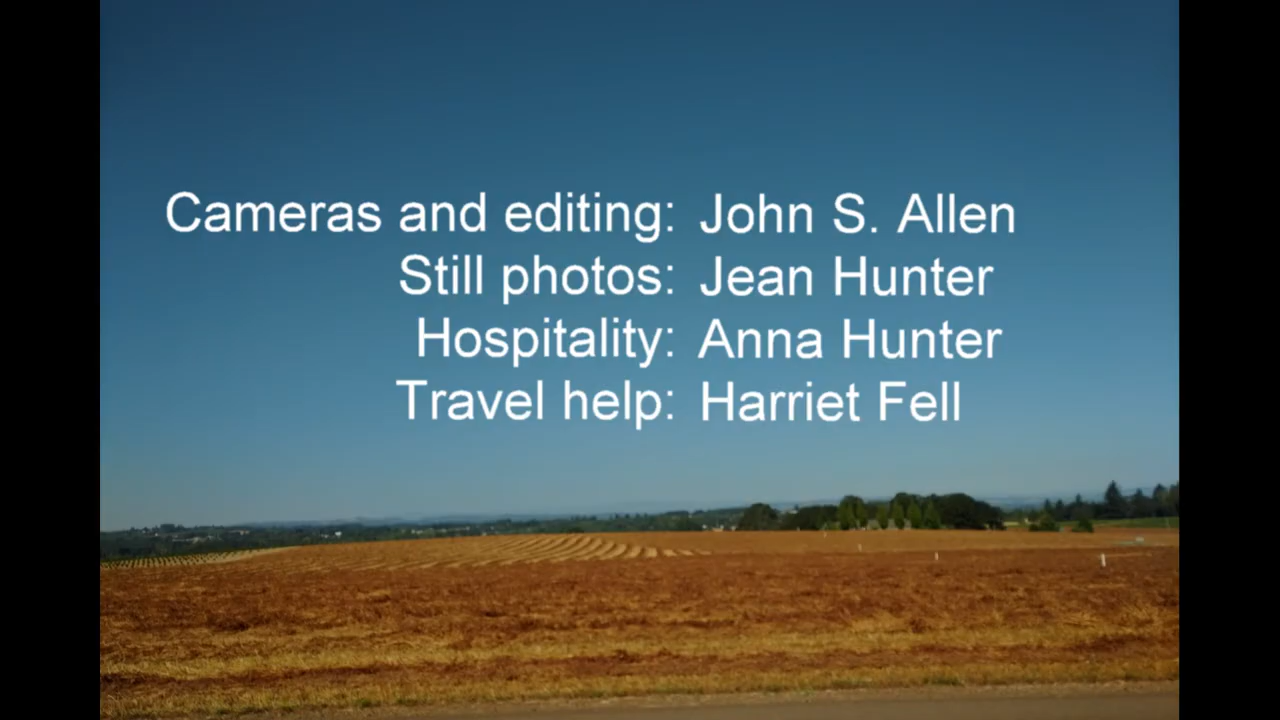 Cameras and editing: John S. Allen
Still photos: Jean Hunter
Hospitality: Anna Hunter
Travel help: Harriet Fell